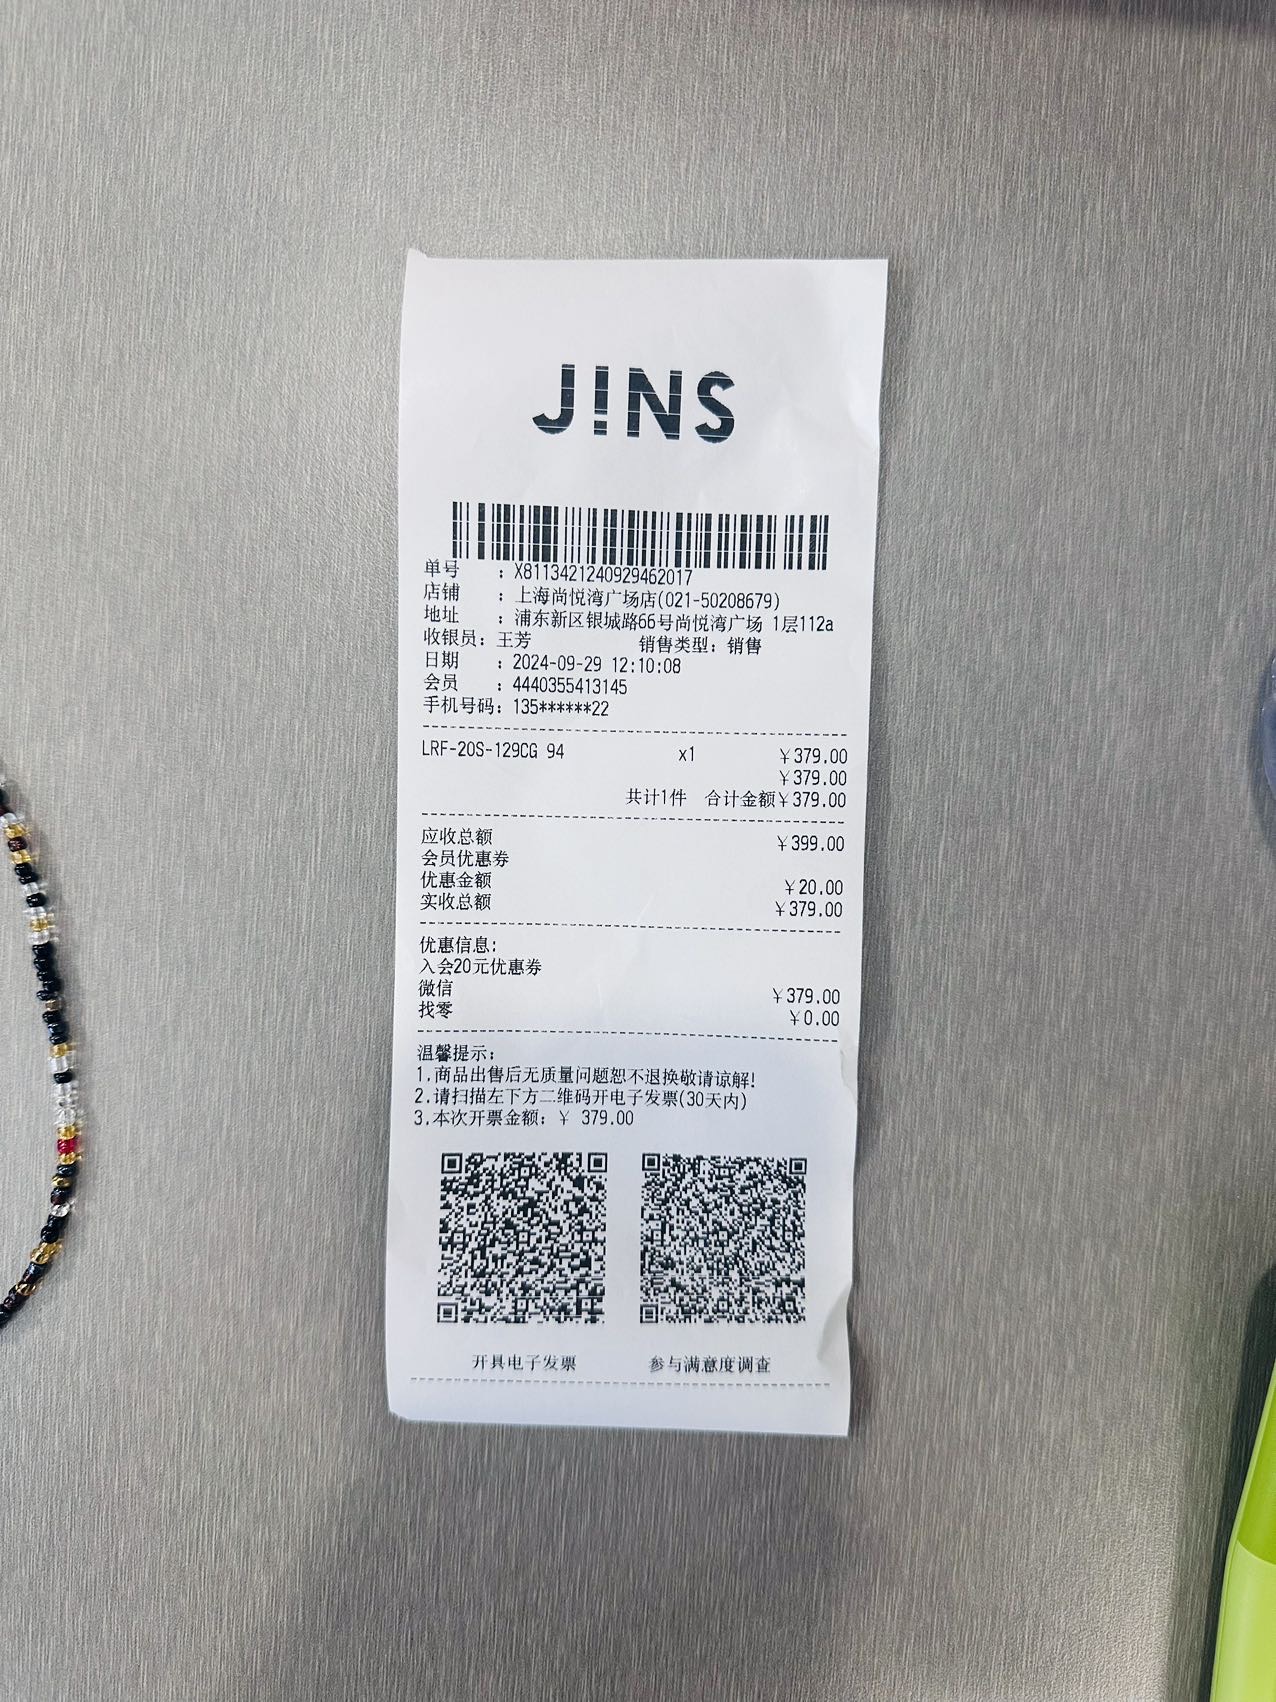 J!NS
单号 : X8113421240929462017
店铺 : 上海尚悦湾广场店(021-50208679)
地址 : 浦东新区银城路66号尚悦湾广场 1层112a
收银员: 王芳 销售类型: 销售
日期 : 2024-09-29 12:10:08
会员 : 4440355413145
手机号码: 135******22
LRF-20S-129CG 94 x1 ￥379.00
￥379.00
共计1件 合计金额￥379.00
应收总额 ￥399.00
会员优惠券
优惠金额 ￥20.00
实收总额 ￥379.00
优惠信息:
入会20元优惠券
微信 ￥379.00
找零 ￥0.00
温馨提示:
1.商品出售后无质量问题恕不退换敬请谅解!
2.请扫描左下方二维码开电子发票(30天内)
3.本次开票金额: ￥ 379.00
开具电子发票 参与满意度调查